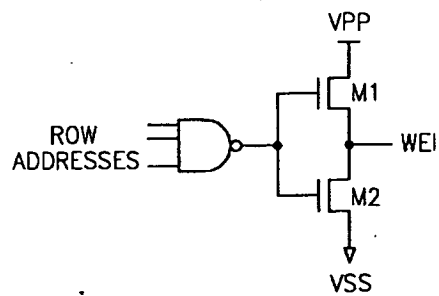 VPP
M1
ROW
ADDRESSES
WEI
M2
VSS